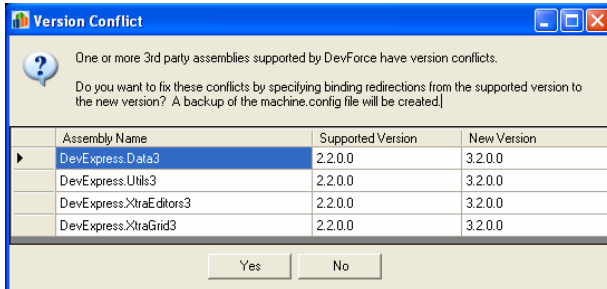 Version Conflict
One or more 3rd party assemblies supported by DevForce have version conflicts.
Do you want to fix these conflicts by specifying binding redirections from the supported version to
the new version? A backup of the machine.config file will be created.
Assembly Name Supported Version New Version
DevExpress.Data3 2.2.0.0 3.2.0.0
DevExpress.Utils3 2.2.0.0 3.2.0.0
DevExpress.XtraEditors3 2.2.0.0 3.2.0.0
DevExpress.XtraGrid3 2.2.0.0 3.2.0.0
Yes No